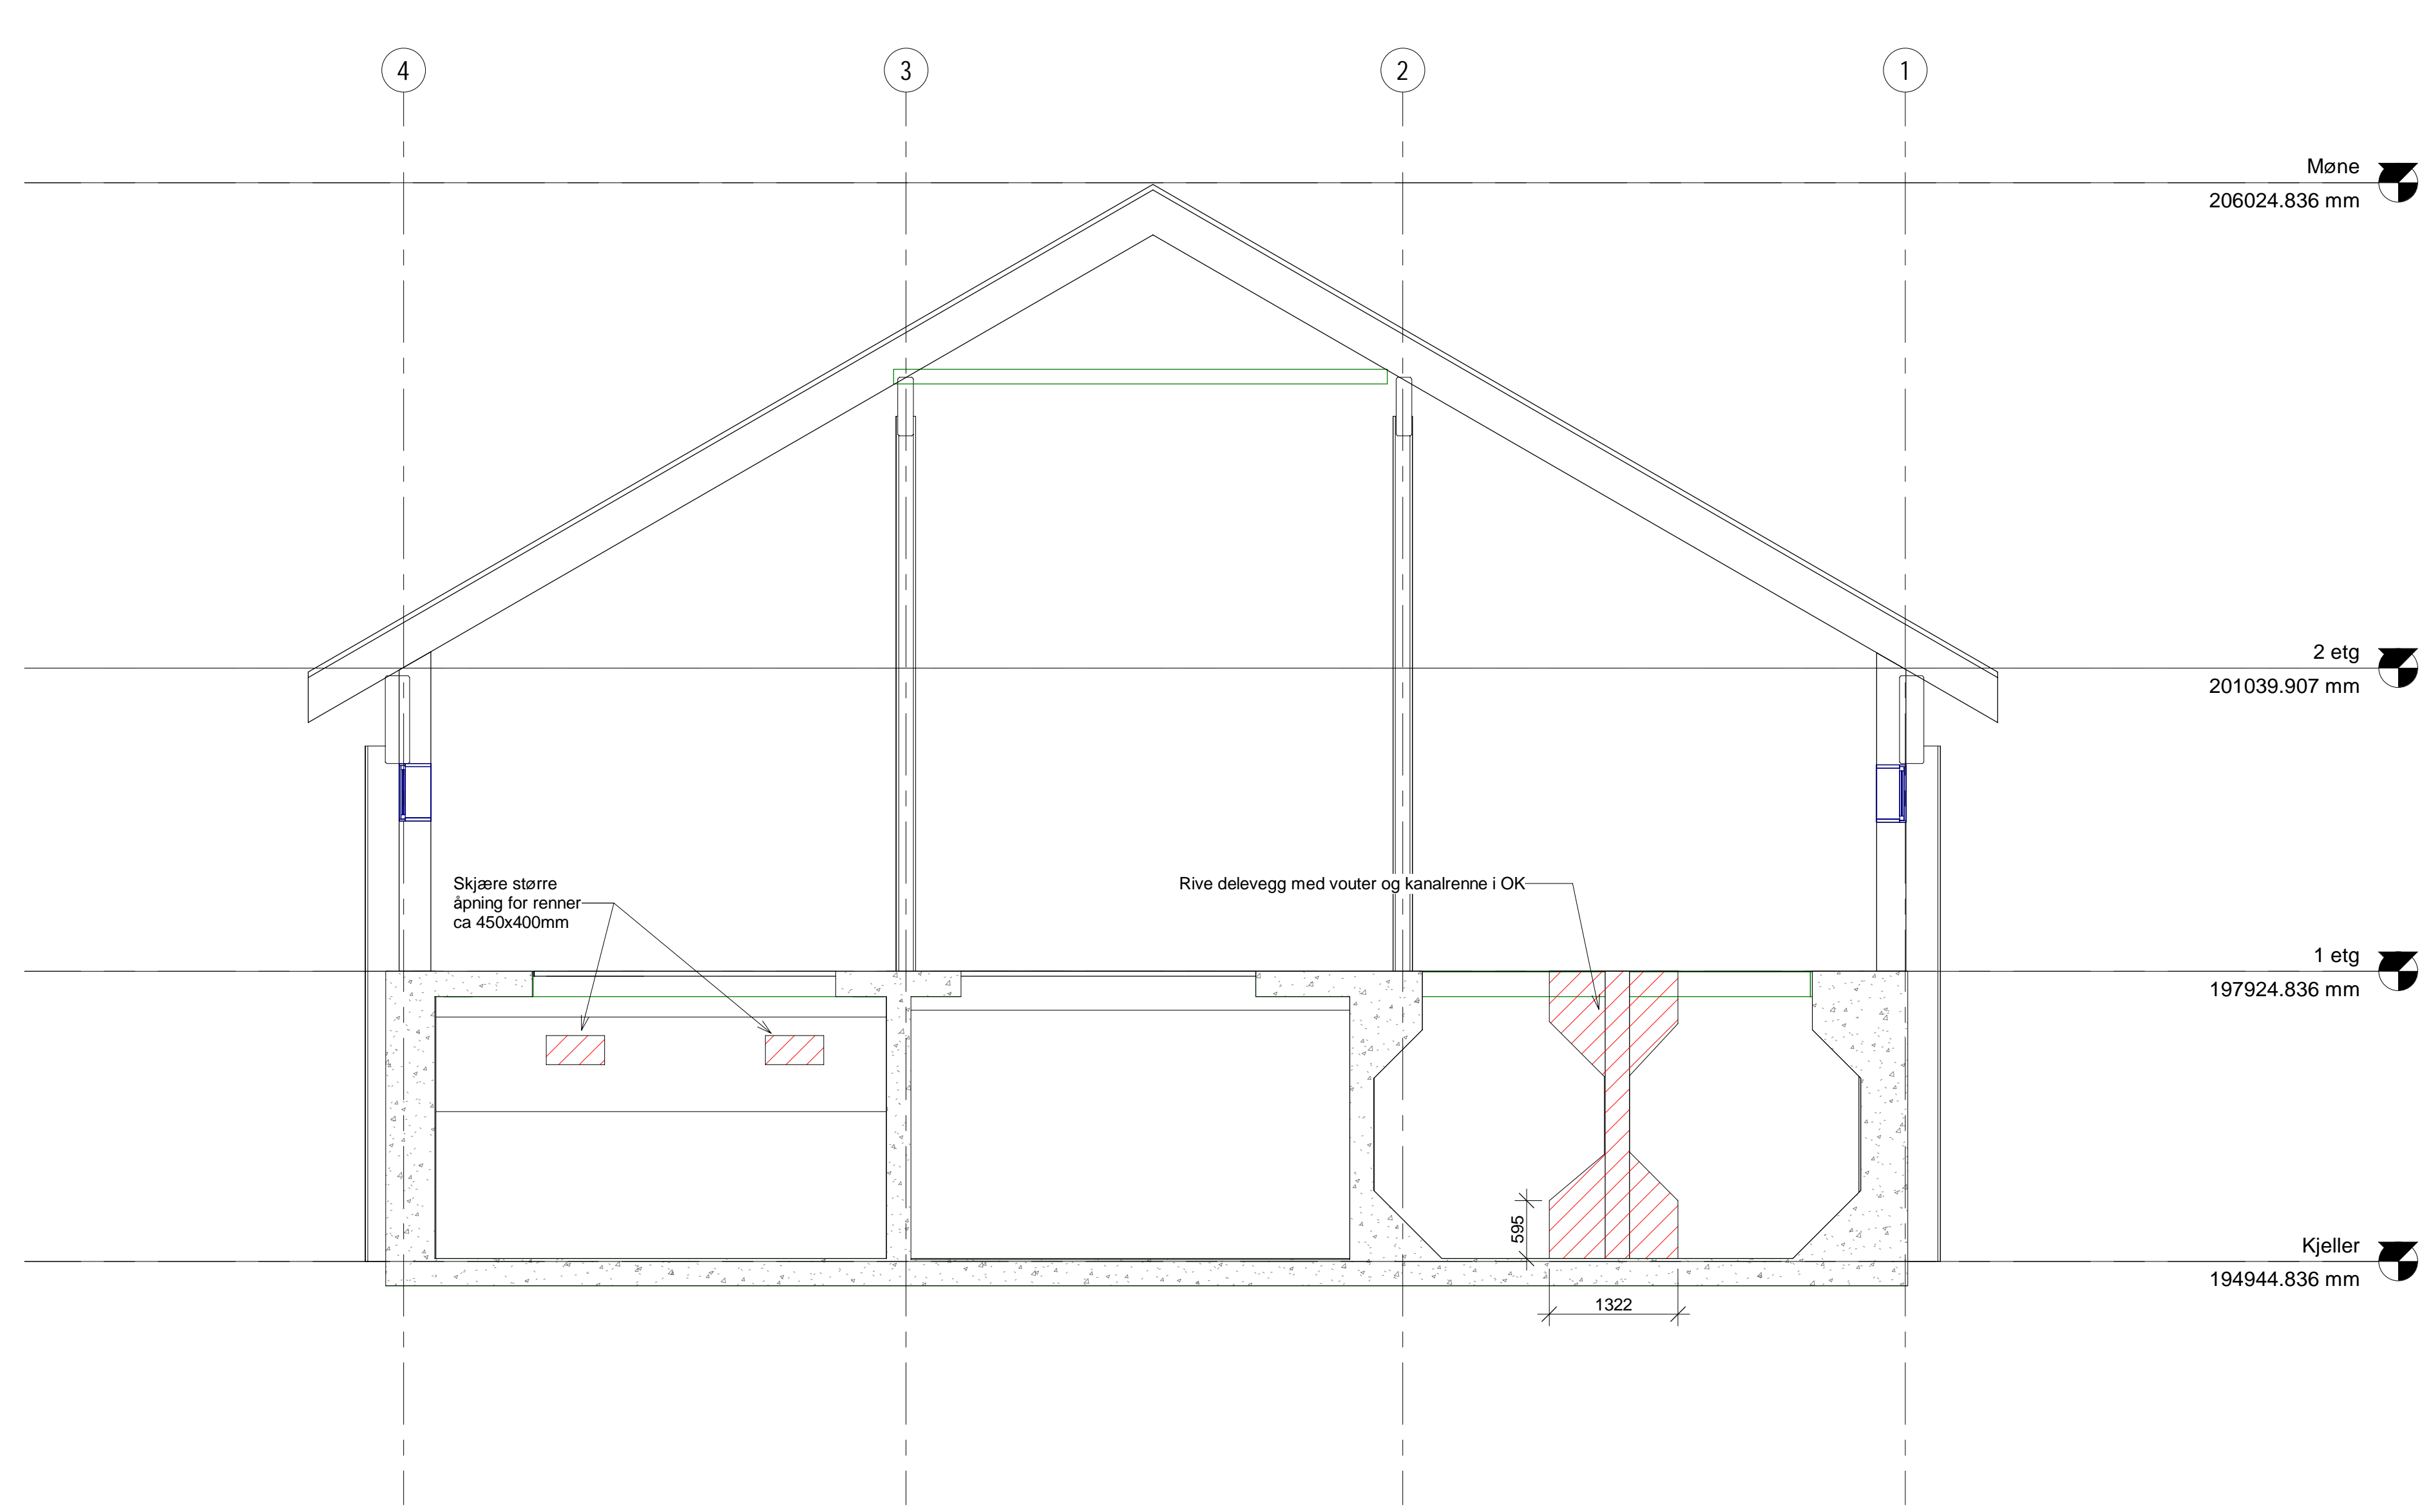 4
3
2
1
Møne
206024.836 mm
2 etg
201039.907 mm
Skjære større
åpning for renner
ca 450x400mm
Rive delevegg med vouter og kanalrenne i OK
1 etg
197924.836 mm
595
Kjeller
194944.836 mm
1322